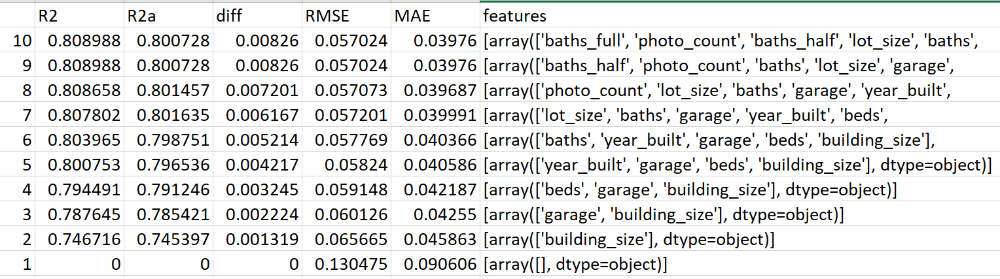 R2 R2a diff RMSE MAE features
10 0.808988 0.800728 0.00826 0.057024 0.03976 [array(['baths_full', 'photo_count', 'baths_half', 'lot_size', 'baths',
9 0.808988 0.800728 0.00826 0.057024 0.03976 [array(['baths_half', 'photo_count', 'baths', 'lot_size', 'garage',
8 0.808658 0.801457 0.007201 0.057073 0.039687 [array(['photo_count', 'lot_size', 'baths', 'garage', 'year_built',
7 0.807802 0.801635 0.006167 0.057201 0.039991 [array(['lot_size', 'baths', 'garage', 'year_built', 'beds',
6 0.803965 0.798751 0.005214 0.057769 0.040366 [array(['baths', 'year_built', 'garage', 'beds', 'building_size'],
5 0.800753 0.796536 0.004217 0.05824 0.040586 [array(['year_built', 'garage', 'beds', 'building_size'], dtype=object)]
4 0.794491 0.791246 0.003245 0.059148 0.042187 [array(['beds', 'garage', 'building_size'], dtype=object)]
3 0.787645 0.785421 0.002224 0.060126 0.04255 [array(['garage', 'building_size'], dtype=object)]
2 0.746716 0.745397 0.001319 0.065665 0.045863 [array(['building_size'], dtype=object)]
1 0 0 0 0.130475 0.090606 [array([], dtype=object)]